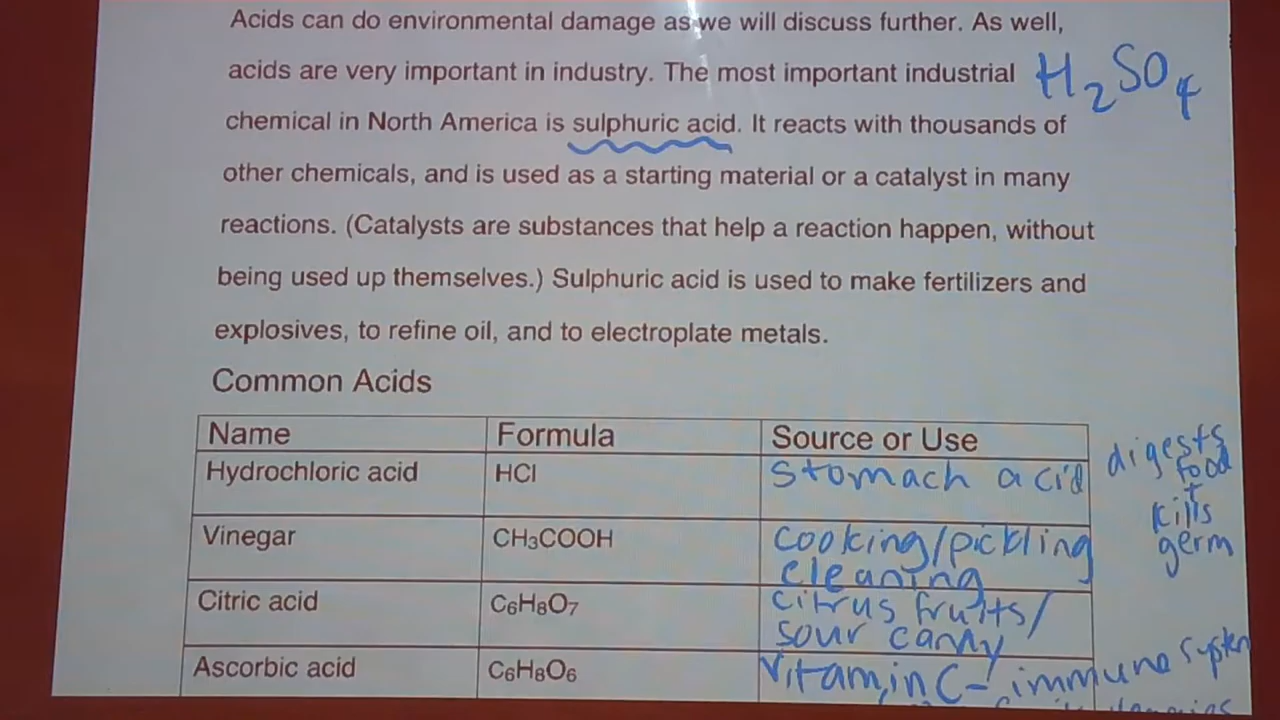 Acids can do environmental damage as we will discuss further. As well,
acids are very important in industry. The most important industrial H₂SO₄
chemical in North America is sulphuric acid. It reacts with thousands of
other chemicals, and is used as a starting material or a catalyst in many
reactions. (Catalysts are substances that help a reaction happen, without
being used up themselves.) Sulphuric acid is used to make fertilizers and
explosives, to refine oil, and to electroplate metals.
Common Acids
Name Formula Source or Use
Hydrochloric acid HCl stomach acid
digests
food
+
kills
germ
Vinegar CH₃COOH cooking/pickling
cleaning
Citric acid C₆H₈O₇ citrus fruits/
sour candy
Ascorbic acid C₆H₈O₆ Vitamin C - immune system